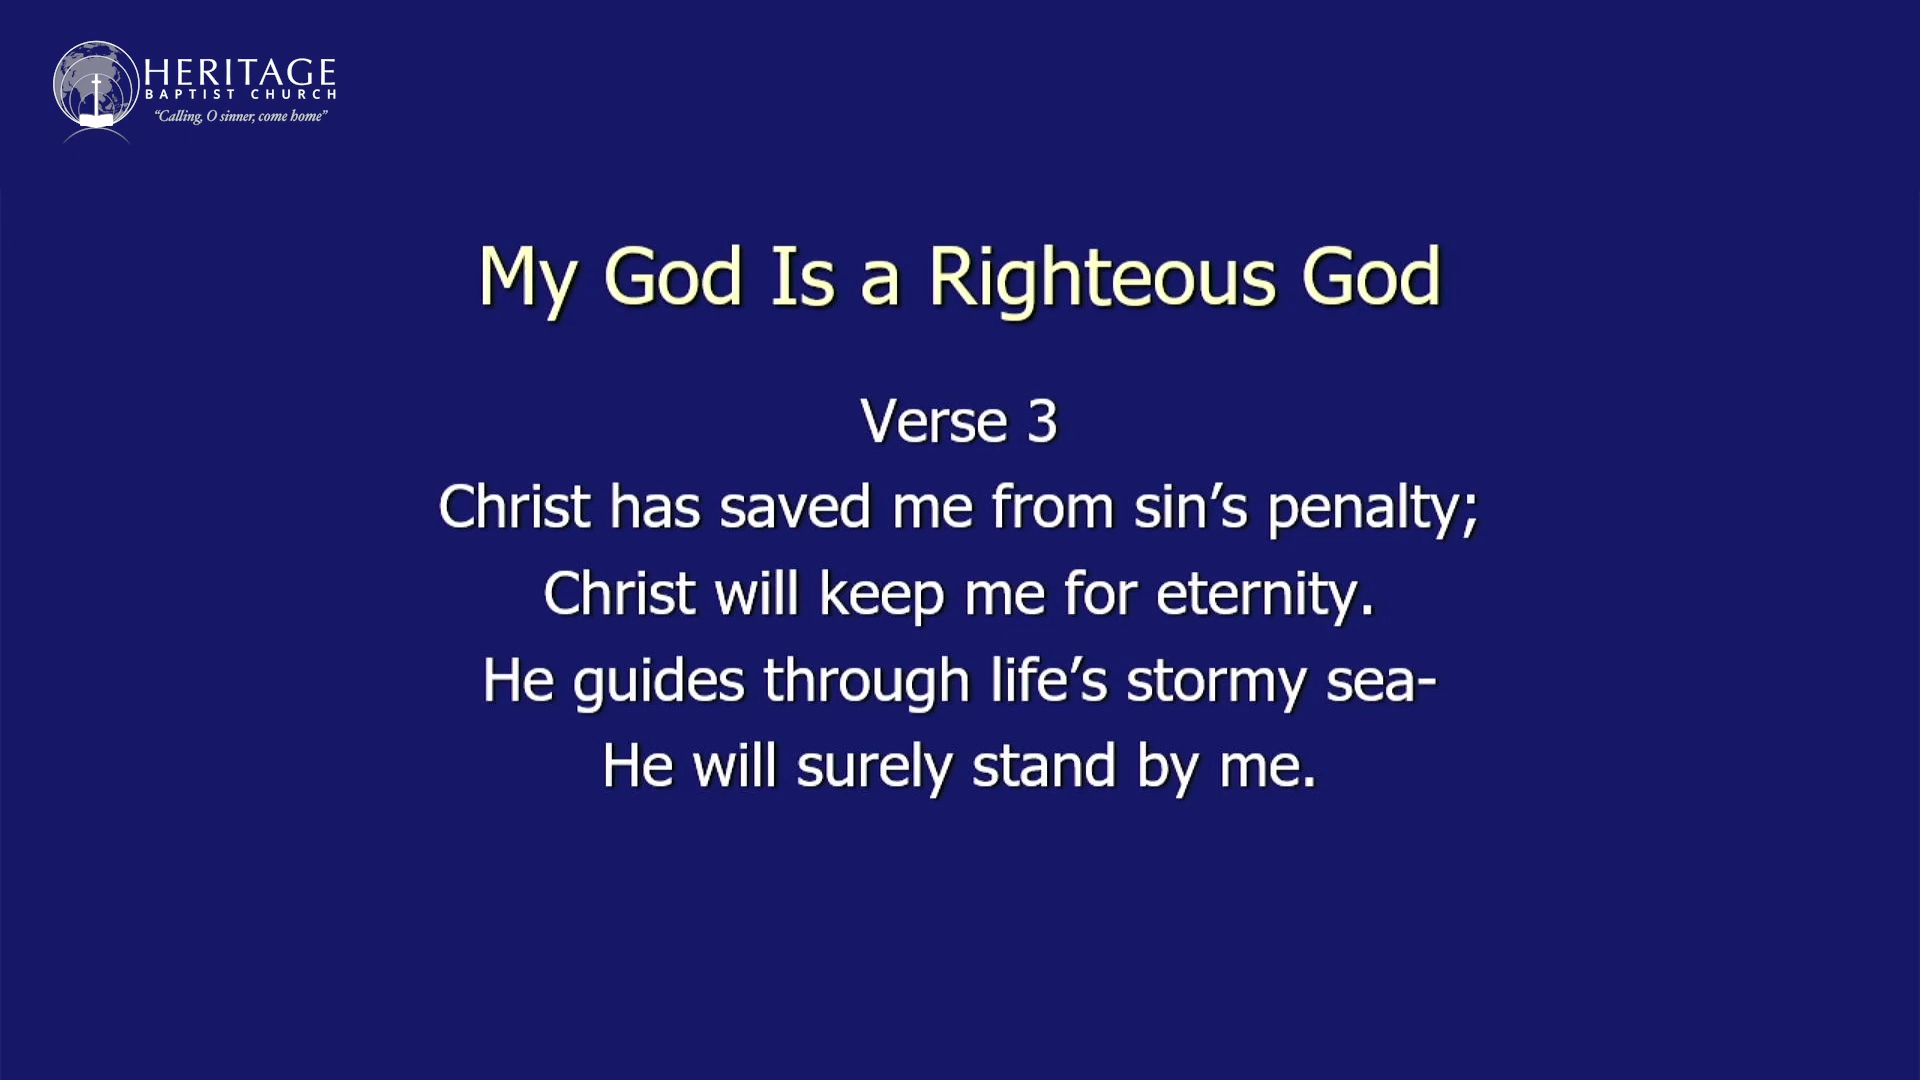 HERITAGE
BAPTIST CHURCH
“Calling, O sinner, come home”
My God Is a Righteous God
Verse 3
Christ has saved me from sin’s penalty;
Christ will keep me for eternity.
He guides through life’s stormy sea-
He will surely stand by me.